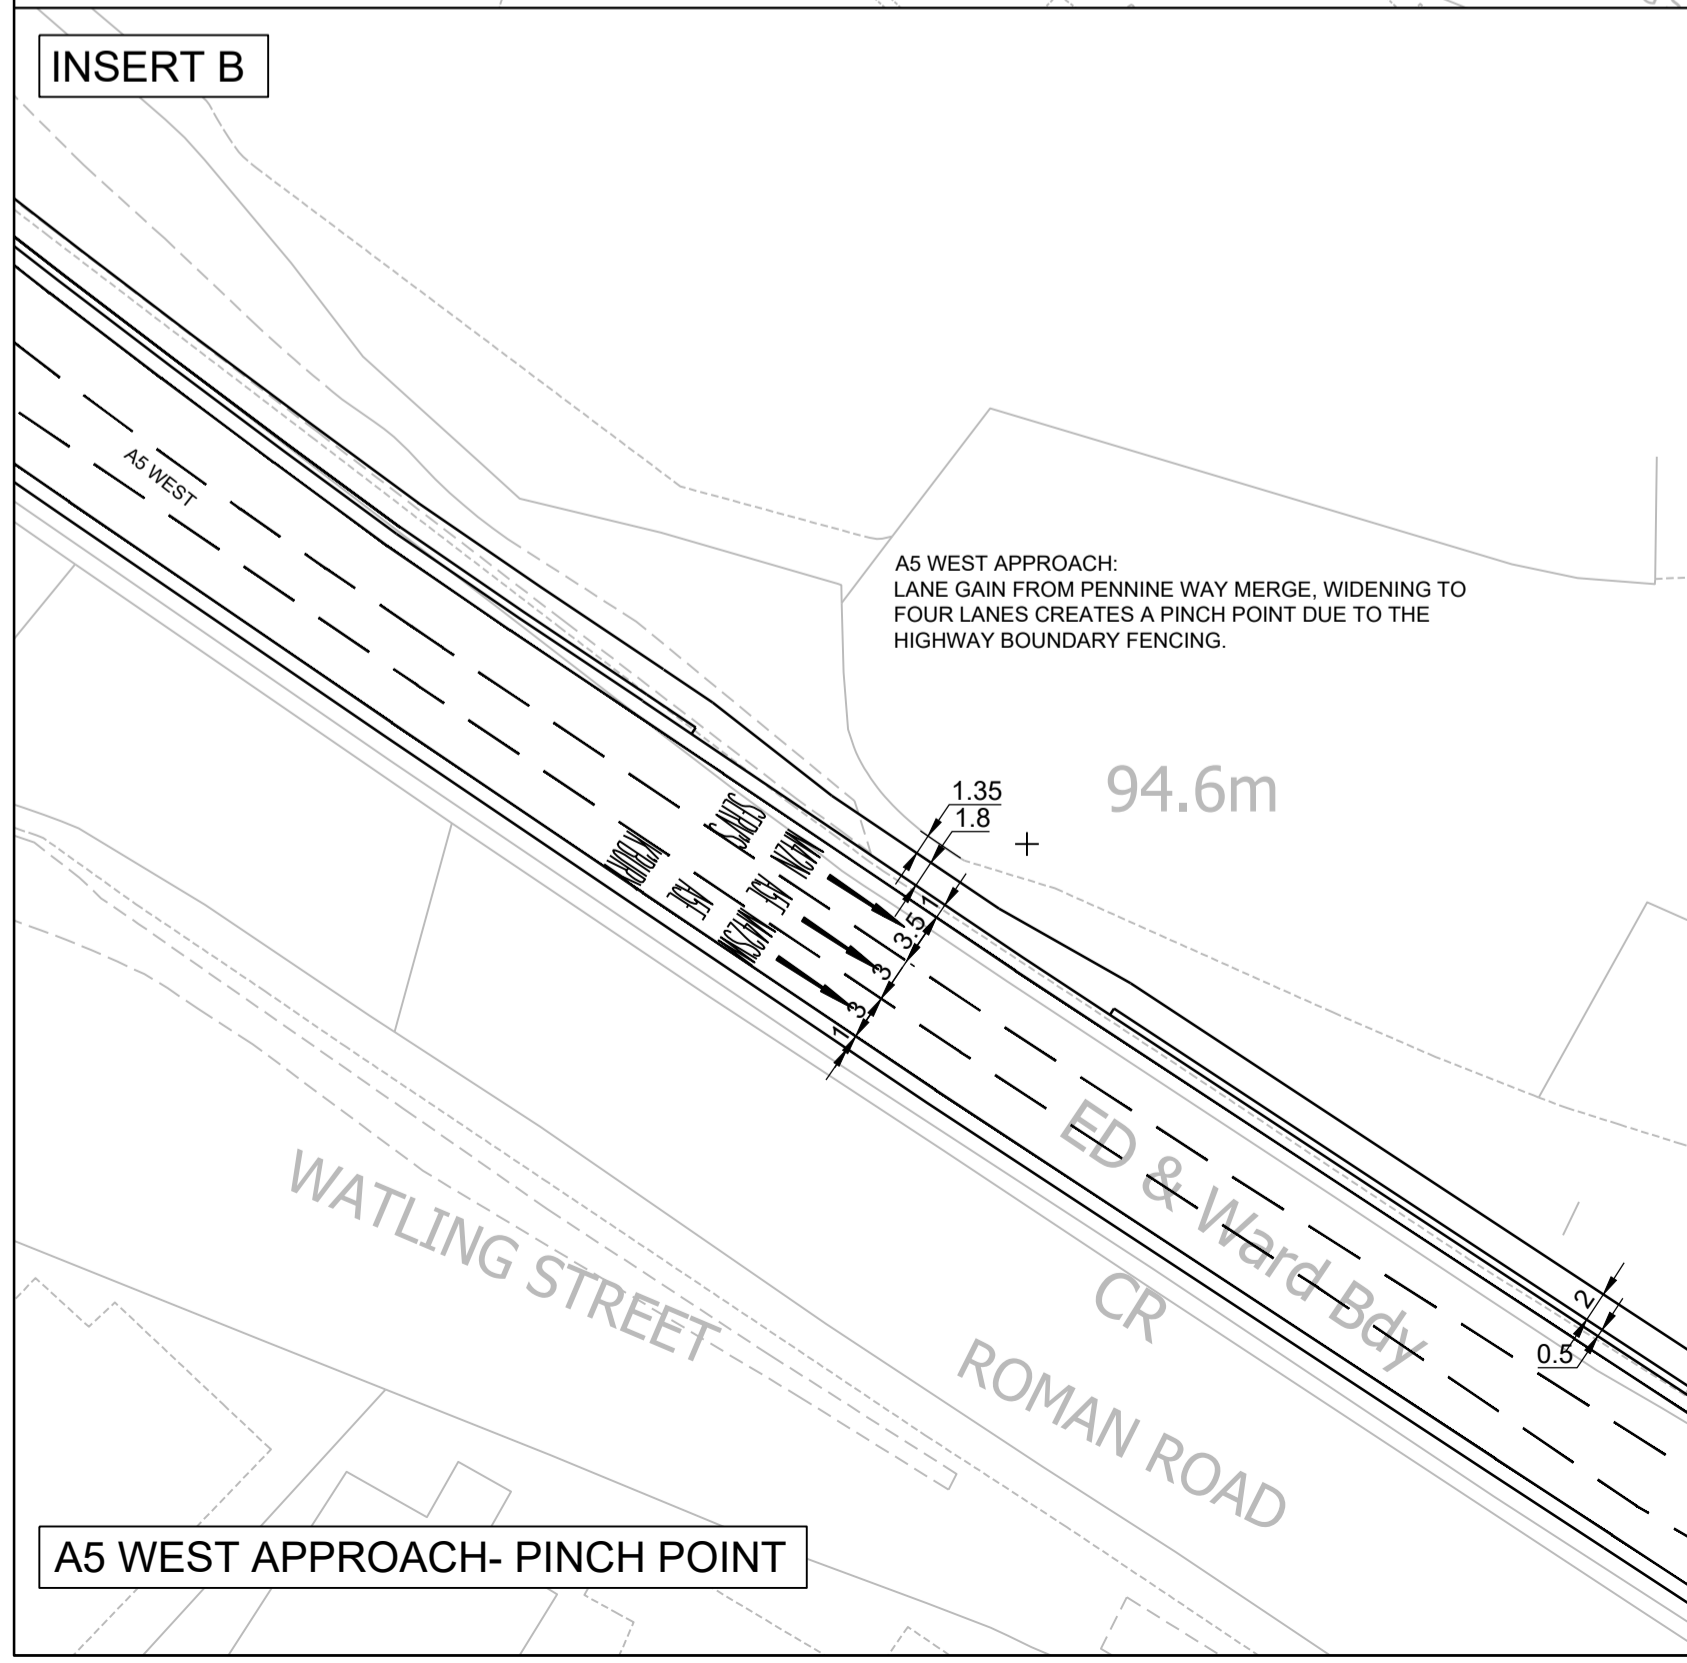 INSERT B
A5 WEST
A5 WEST APPROACH:
LANE GAIN FROM PENNINE WAY MERGE, WIDENING TO
FOUR LANES CREATES A PINCH POINT DUE TO THE
HIGHWAY BOUNDARY FENCING.
94.6m
1.35
1.8
1
3.5
3
3
1
ED & Ward Bdy
CR
WATLING STREET
ROMAN ROAD
2
0.5
A5 WEST APPROACH- PINCH POINT